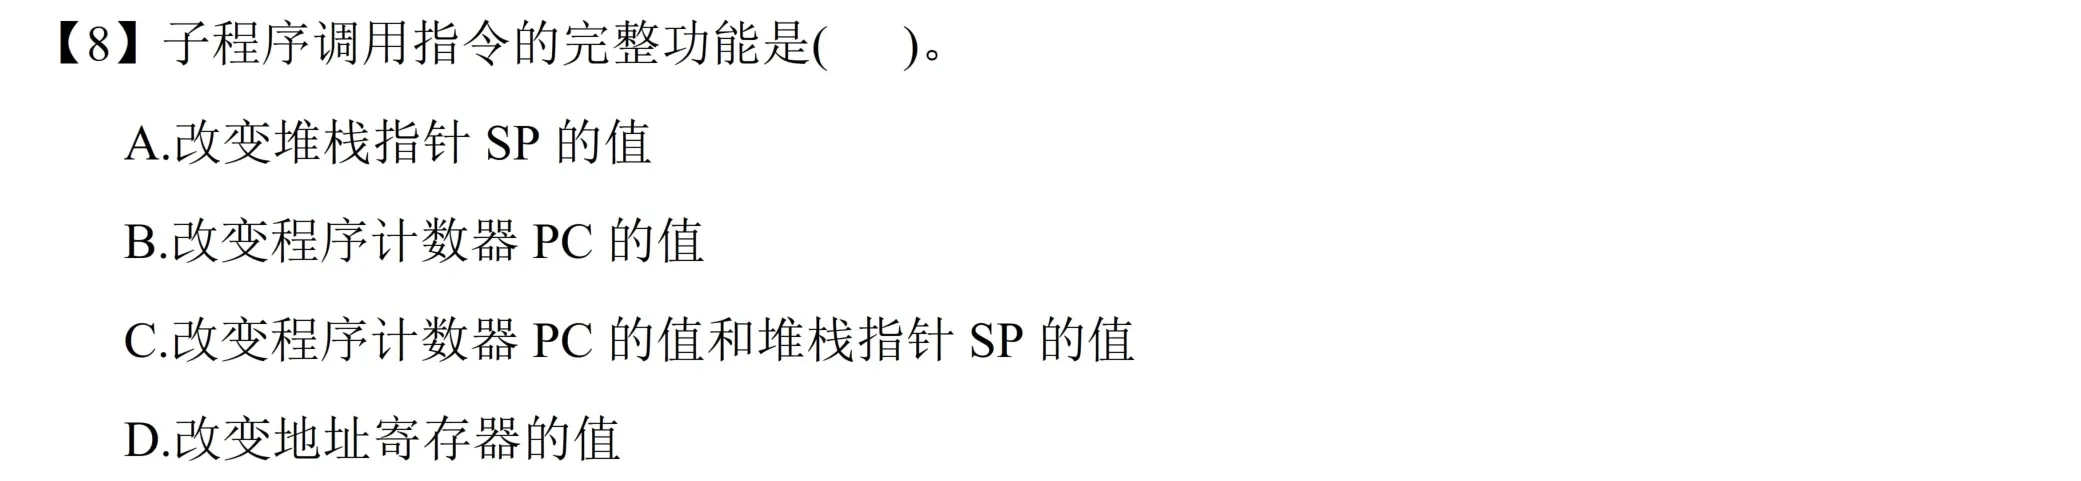 【8】子程序调用指令的完整功能是(    )。
A.改变堆栈指针 SP 的值
B.改变程序计数器 PC 的值
C.改变程序计数器 PC 的值和堆栈指针 SP 的值
D.改变地址寄存器的值